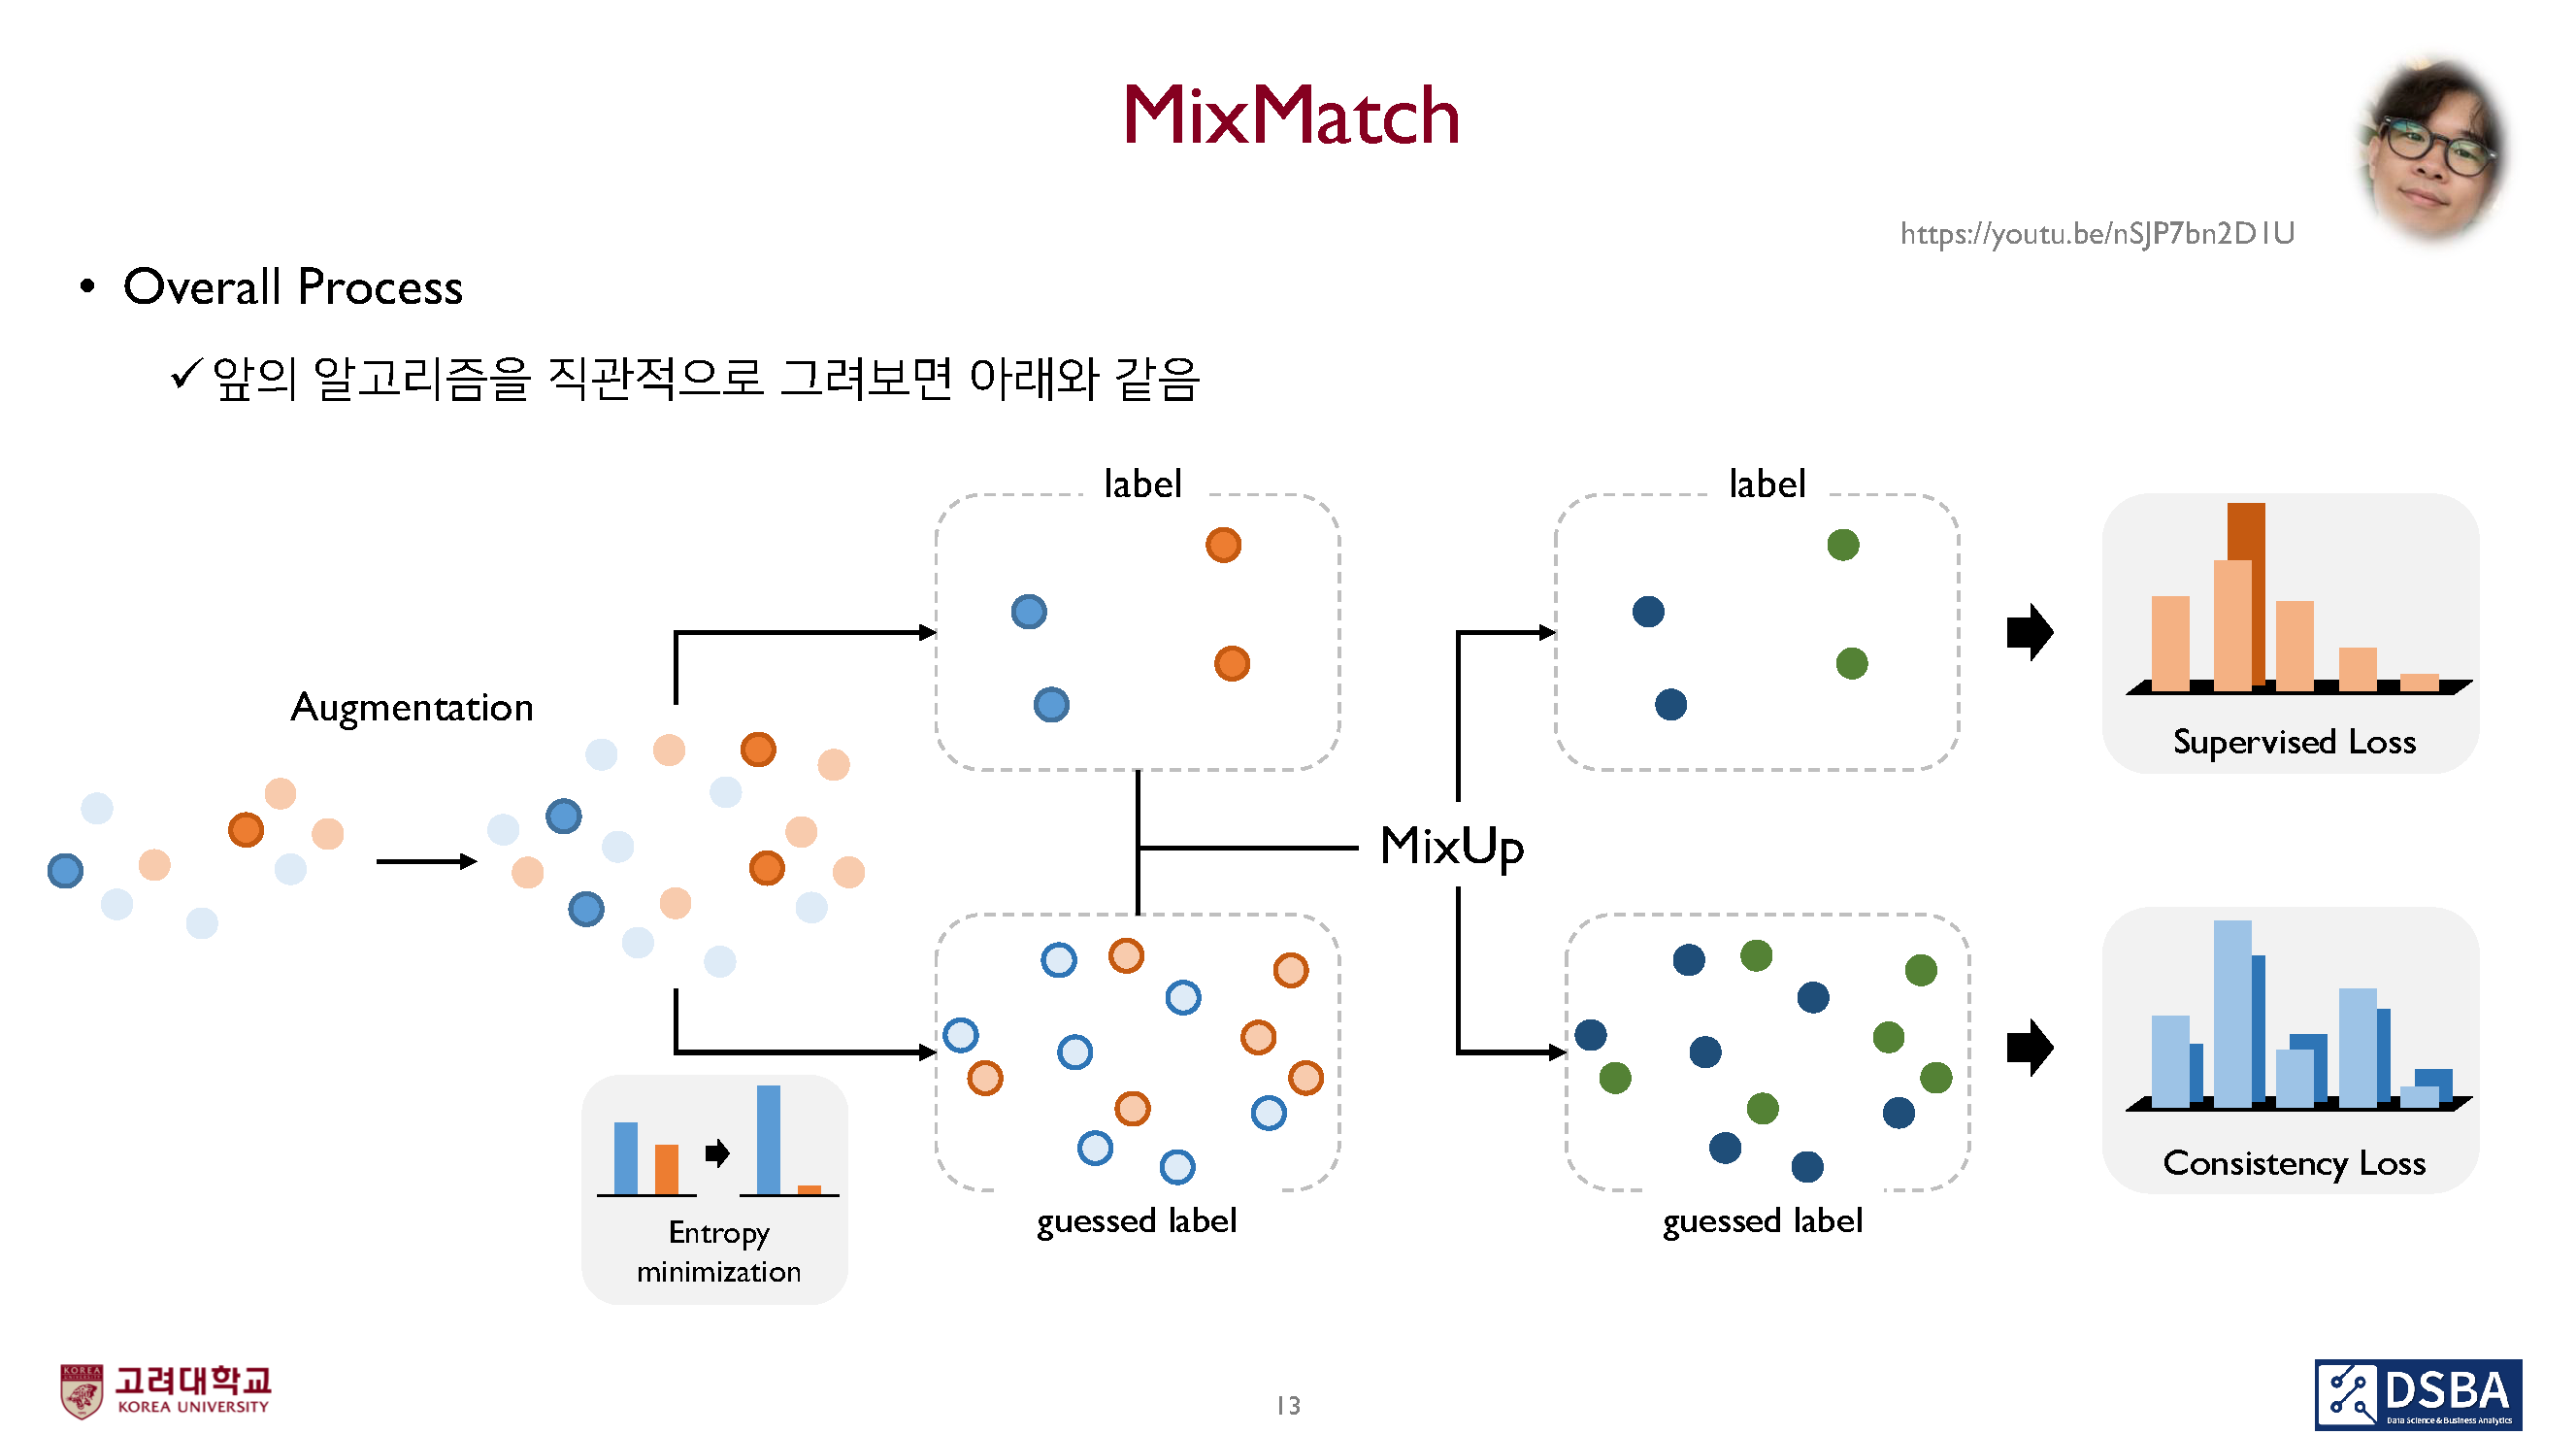 MixMatch
https://youtu.be/nSJP7bn2D1U
• Overall Process
✓ 앞의 알고리즘을 직관적으로 그려보면 아래와 같음
label
label
Augmentation
Supervised Loss
MixUp
Entropy
minimization
guessed label
guessed label
Consistency Loss
KOREA
UNIVERSITY
고려대학교
KOREA UNIVERSITY
13
DSBA
Data Science & Business Analytics